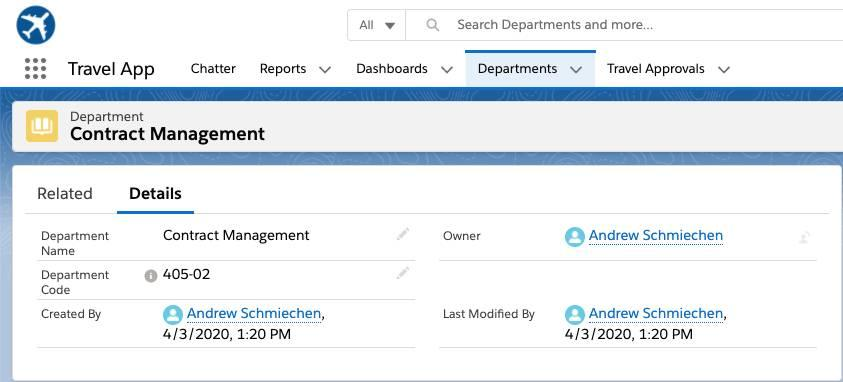 All
Search Departments and more...
Travel App
Chatter
Reports
Dashboards
Departments
Travel Approvals
Department
Contract Management
Related
Details
Department
Name
Contract Management
Owner
Andrew Schmiechen
Department
Code
405-02
Created By
Andrew Schmiechen,
4/3/2020, 1:20 PM
Last Modified By
Andrew Schmiechen,
4/3/2020, 1:20 PM